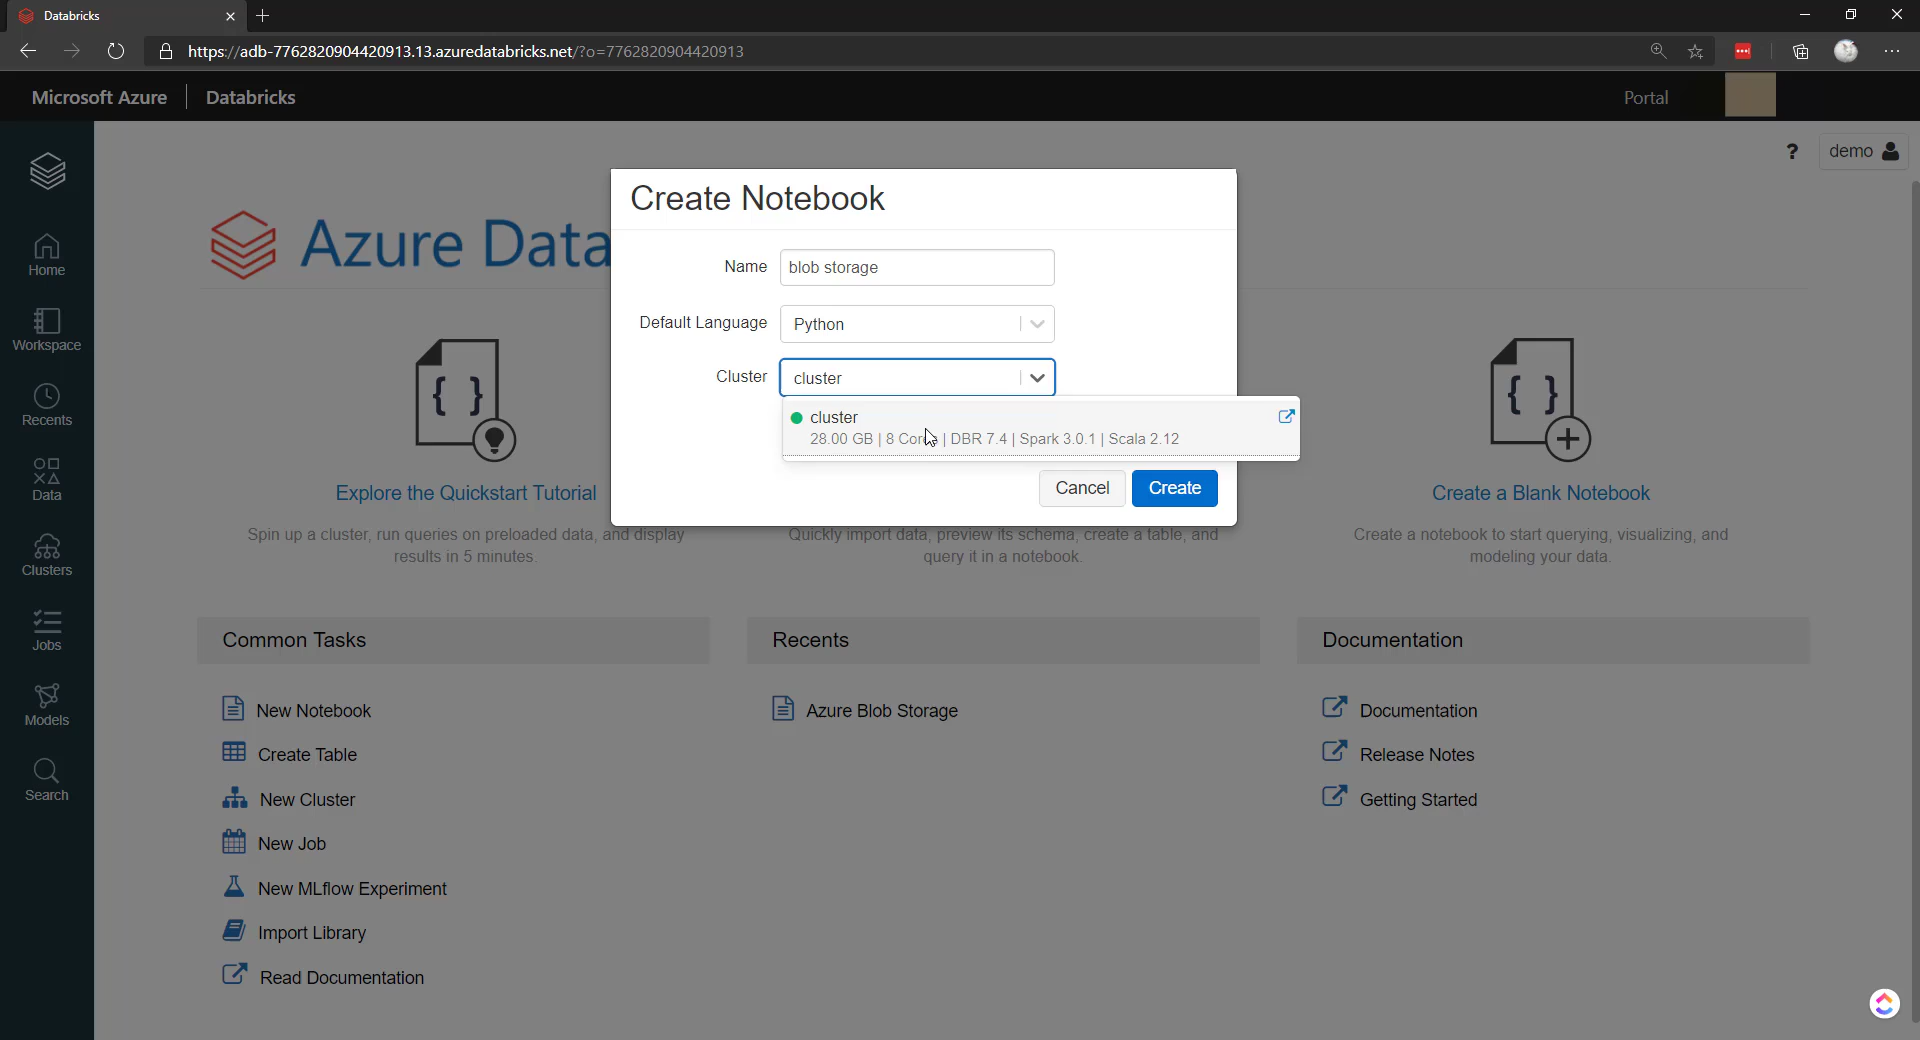 Databricks
https://adb-7762820904420913.13.azuredatabricks.net/?o=7762820904420913
Microsoft Azure Databricks Portal
? demo
Azure Data
Create Notebook
Name blob storage
Default Language Python
Cluster cluster
cluster
28.00 GB | 8 Cores | DBR 7.4 | Spark 3.0.1 | Scala 2.12
Cancel Create
Home
Workspace
Recents
Data
Clusters
Jobs
Models
Search
Explore the Quickstart Tutorial
Spin up a cluster, run queries on preloaded data, and display
results in 5 minutes.
Quickly import data, preview its schema, create a table, and
query it in a notebook.
Create a Blank Notebook
Create a notebook to start querying, visualizing, and
modeling your data.
Common Tasks
New Notebook
Create Table
New Cluster
New Job
New MLflow Experiment
Import Library
Read Documentation
Recents
Azure Blob Storage
Documentation
Documentation
Release Notes
Getting Started